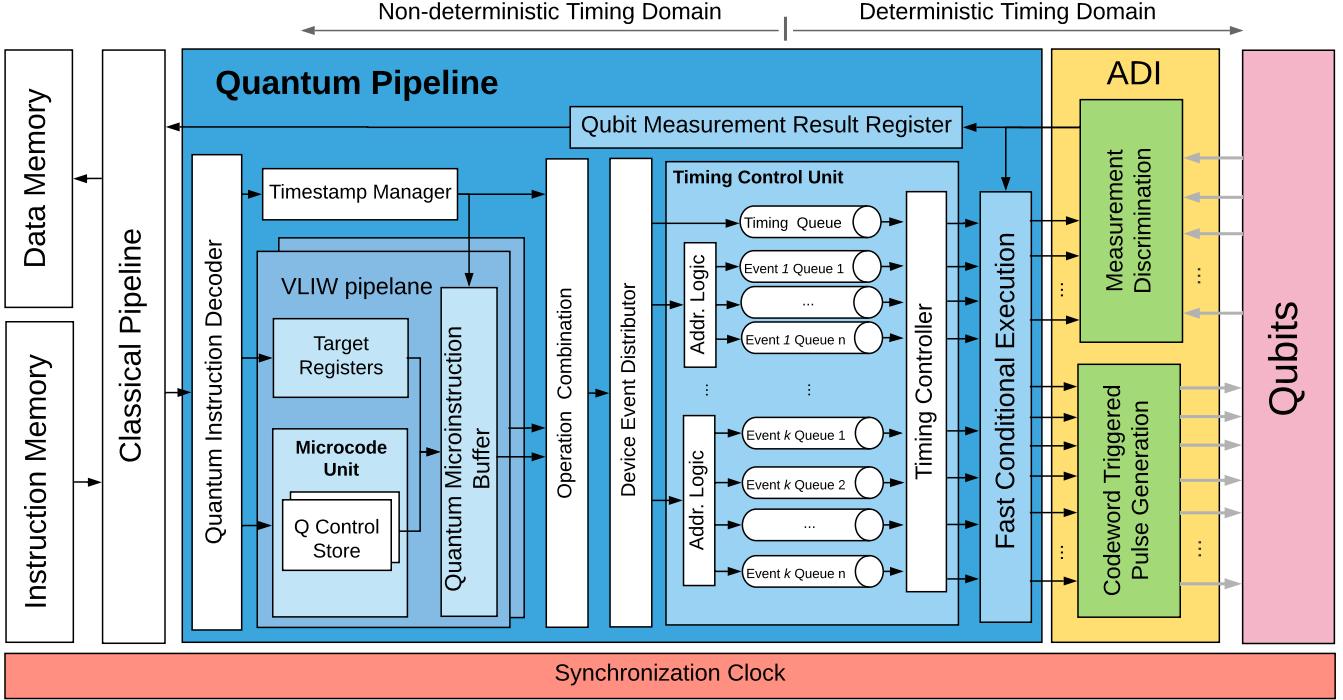 Non-deterministic Timing Domain
Deterministic Timing Domain
Data Memory
Instruction Memory
Classical Pipeline
Quantum Pipeline
Qubit Measurement Result Register
Quantum Instruction Decoder
Timestamp Manager
VLIW pipelane
Target
Registers
Microcode
Unit
Q Control
Store
Quantum Microinstruction
Buffer
Operation Combination
Device Event Distributor
Timing Control Unit
Timing Queue
Addr. Logic
Event 1 Queue 1
...
Event 1 Queue n
...
...
Addr. Logic
Event k Queue 1
Event k Queue 2
...
Event k Queue n
Timing Controller
Fast Conditional Execution
ADI
Measurement
Discrimination
...
...
Codeword Triggered
Pulse Generation
...
...
Qubits
Synchronization Clock